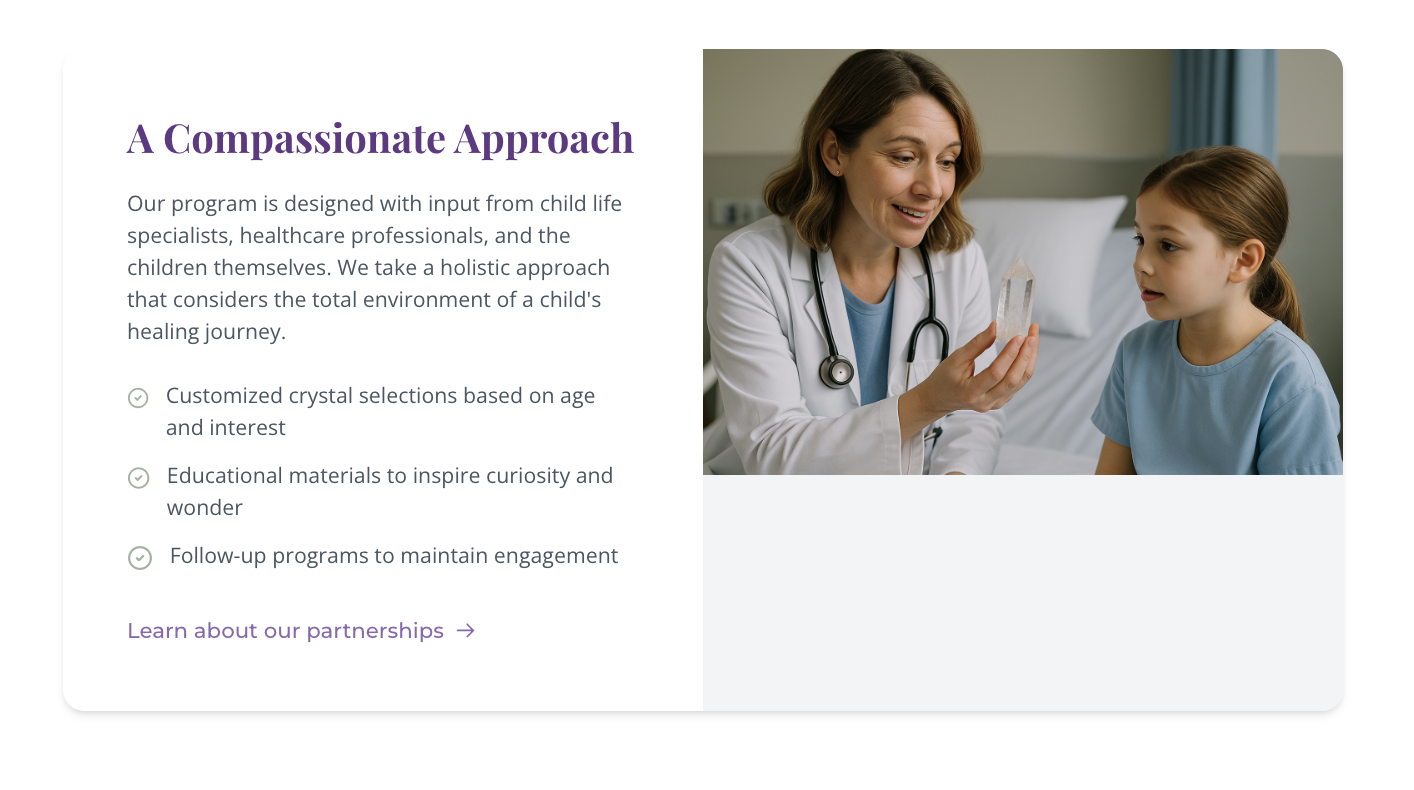 A Compassionate Approach
Our program is designed with input from child life
specialists, healthcare professionals, and the
children themselves. We take a holistic approach
that considers the total environment of a child's
healing journey.
Customized crystal selections based on age
and interest
Educational materials to inspire curiosity and
wonder
Follow-up programs to maintain engagement
Learn about our partnerships →